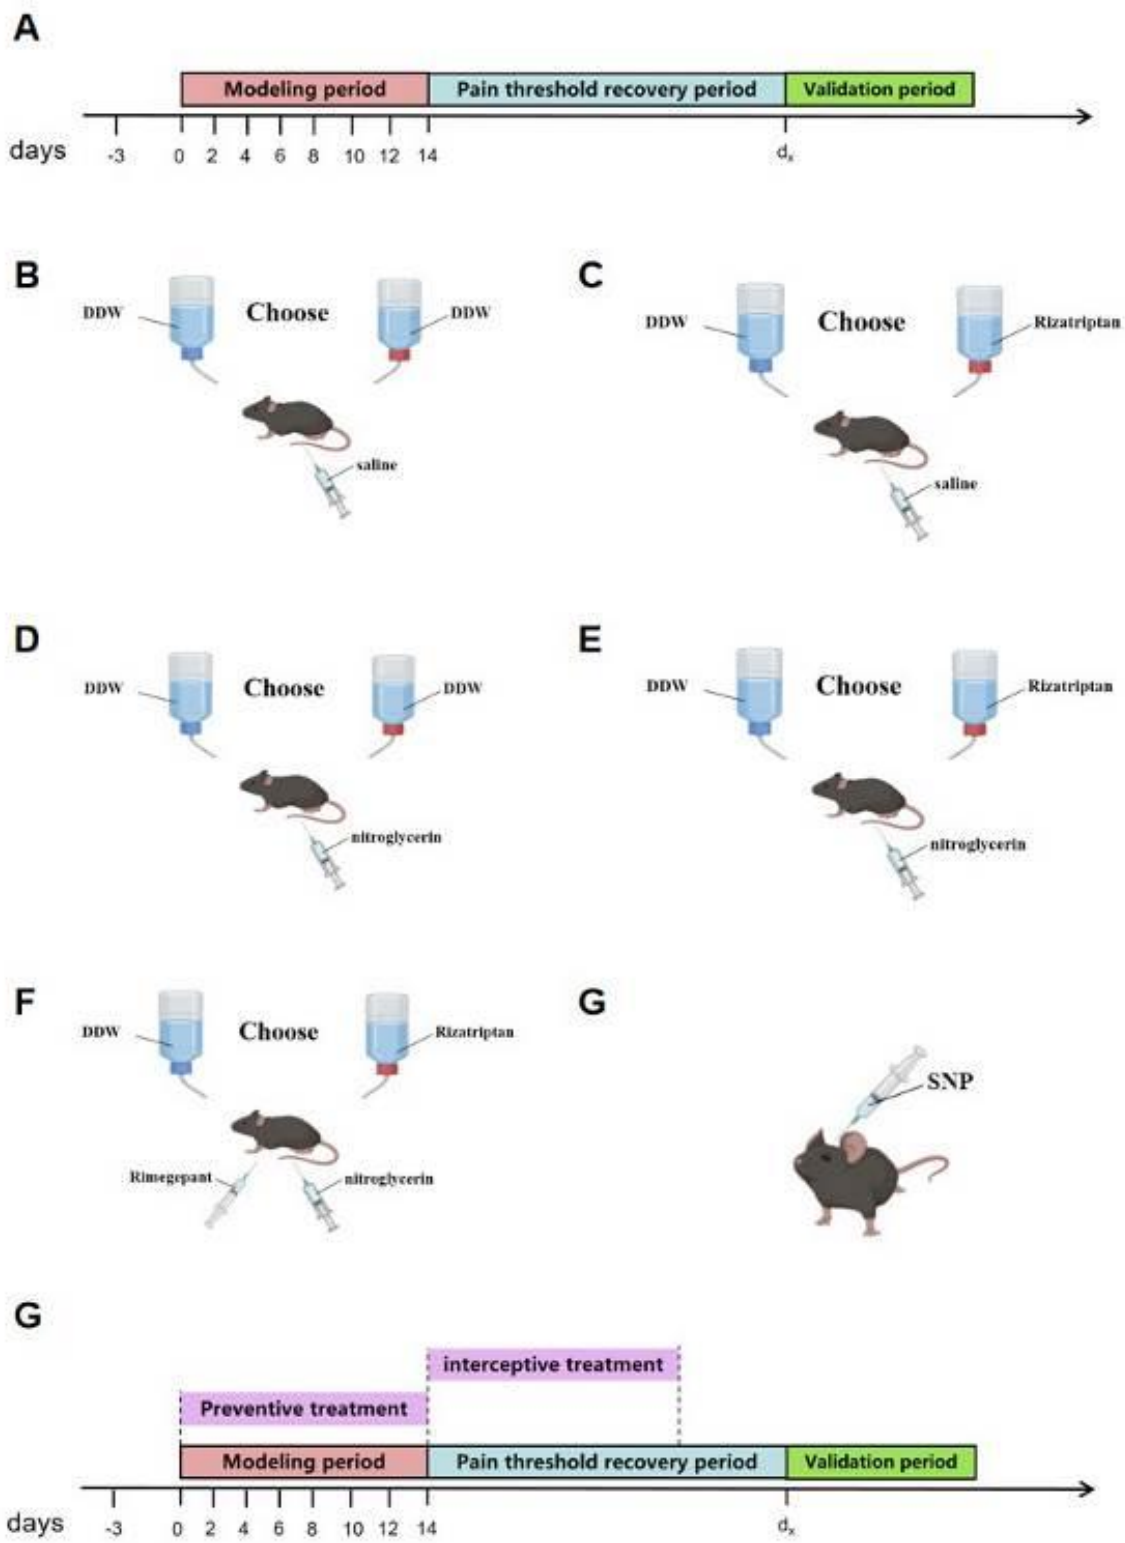 A
Modeling period Pain threshold recovery period Validation period
days -3 0 2 4 6 8 10 12 14 dx
B
DDW Choose DDW
saline
C
DDW Choose Rizatriptan
saline
D
DDW Choose DDW
nitroglycerin
E
DDW Choose Rizatriptan
nitroglycerin
F
DDW Choose Rizatriptan
Rimegepant nitroglycerin
G
SNP
G
interceptive treatment
Preventive treatment
Modeling period Pain threshold recovery period Validation period
days -3 0 2 4 6 8 10 12 14 dx